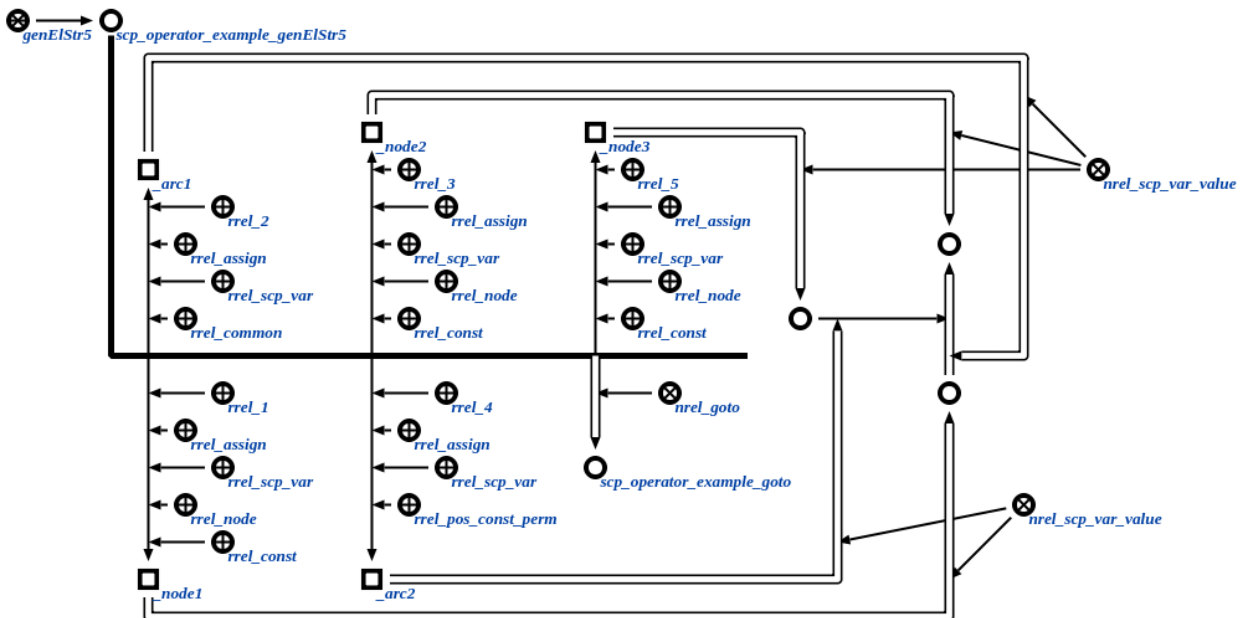 genElStr5 scp_operator_example_genElStr5
_node2 _node3
_arc1 rrel_3 rrel_5 nrel_scp_var_value
rrel_2 rrel_assign rrel_assign
rrel_assign rrel_scp_var rrel_scp_var
rrel_scp_var rrel_node rrel_node
rrel_common rrel_const rrel_const
rrel_1 rrel_4 nrel_goto
rrel_assign rrel_assign
rrel_scp_var rrel_scp_var scp_operator_example_goto
rrel_node rrel_pos_const_perm nrel_scp_var_value
rrel_const
_node1 _arc2